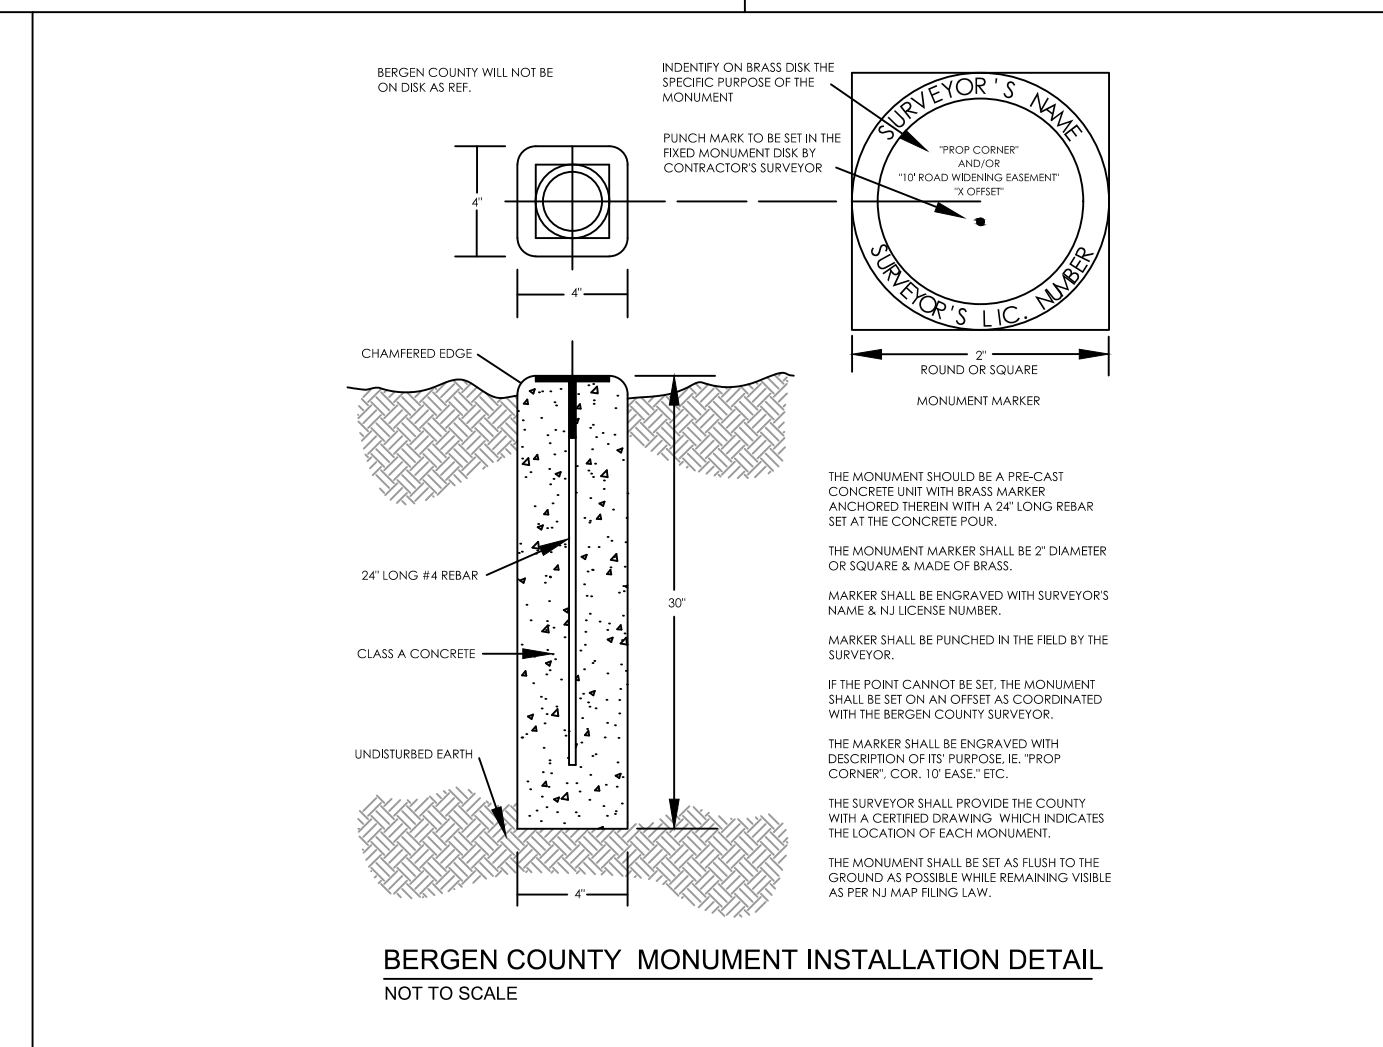 BERGEN COUNTY WILL NOT BE
ON DISK AS REF.
INDENTIFY ON BRASS DISK THE
SPECIFIC PURPOSE OF THE
MONUMENT
PUNCH MARK TO BE SET IN THE
FIXED MONUMENT DISK BY
CONTRACTOR'S SURVEYOR
SURVEYOR'S NAME
"PROP CORNER"
AND/OR
"10' ROAD WIDENING EASEMENT"
"X OFFSET"
SURVEYOR'S LIC. NUMBER
4"
4"
2"
ROUND OR SQUARE
MONUMENT MARKER
CHAMFERED EDGE
24" LONG #4 REBAR
30"
CLASS A CONCRETE
UNDISTURBED EARTH
4"
THE MONUMENT SHOULD BE A PRE-CAST
CONCRETE UNIT WITH BRASS MARKER
ANCHORED THEREIN WITH A 24" LONG REBAR
SET AT THE CONCRETE POUR.
THE MONUMENT MARKER SHALL BE 2" DIAMETER
OR SQUARE & MADE OF BRASS.
MARKER SHALL BE ENGRAVED WITH SURVEYOR'S
NAME & NJ LICENSE NUMBER.
MARKER SHALL BE PUNCHED IN THE FIELD BY THE
SURVEYOR.
IF THE POINT CANNOT BE SET, THE MONUMENT
SHALL BE SET ON AN OFFSET AS COORDINATED
WITH THE BERGEN COUNTY SURVEYOR.
THE MARKER SHALL BE ENGRAVED WITH
DESCRIPTION OF ITS' PURPOSE, IE. "PROP
CORNER", COR. 10' EASE." ETC.
THE SURVEYOR SHALL PROVIDE THE COUNTY
WITH A CERTIFIED DRAWING WHICH INDICATES
THE LOCATION OF EACH MONUMENT.
THE MONUMENT SHALL BE SET AS FLUSH TO THE
GROUND AS POSSIBLE WHILE REMAINING VISIBLE
AS PER NJ MAP FILING LAW.
BERGEN COUNTY MONUMENT INSTALLATION DETAIL
NOT TO SCALE